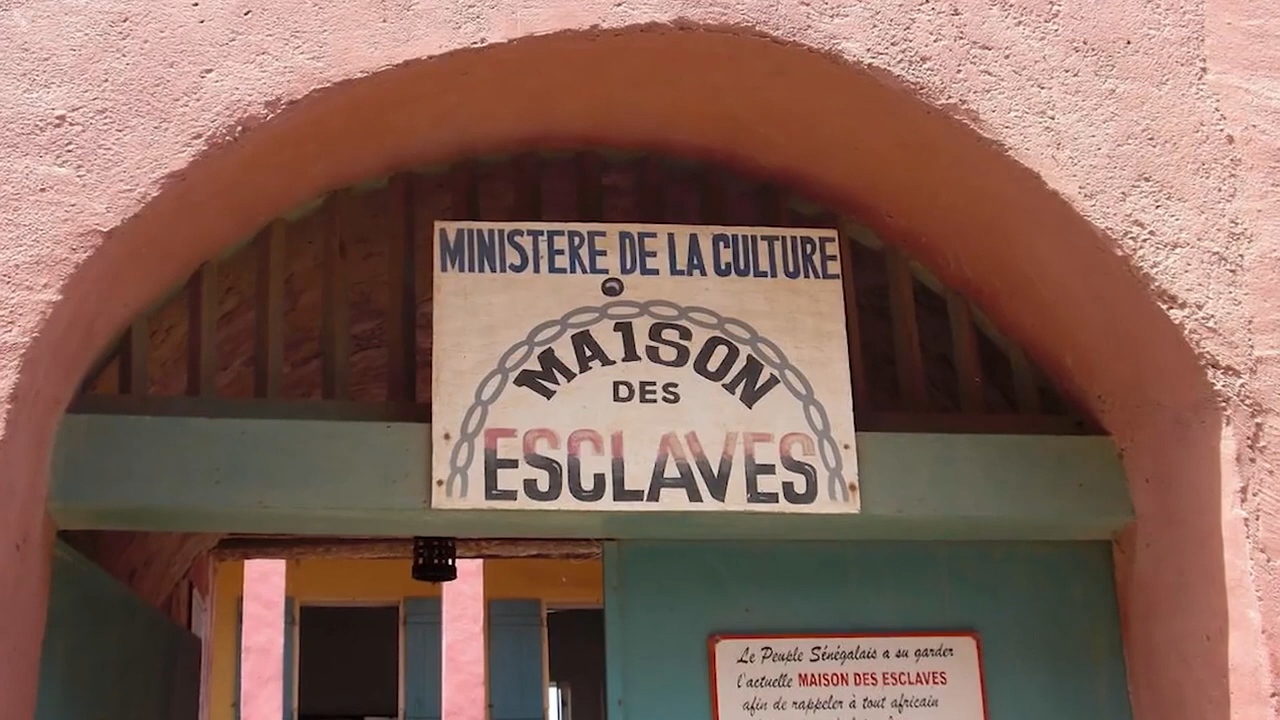 MINISTERE DE LA CULTURE
MAISON
DES
ESCLAVES
Le Peuple Sénégalais a su garder
l'actuelle MAISON DES ESCLAVES
afin de rappeler à tout africain